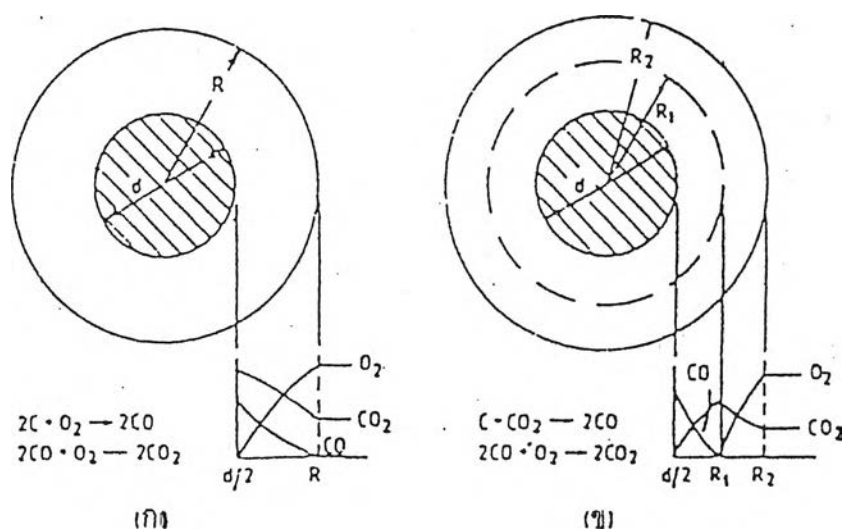 R
d
O₂
CO₂
CO
2C + O₂ → 2CO
2CO + O₂ — 2CO₂
d/2 R
(ก)
R₂
R₁
d
CO
O₂
CO₂
C - CO₂ — 2CO
2CO + O₂ → 2CO₂
d/2 R₁ R₂
(ข)